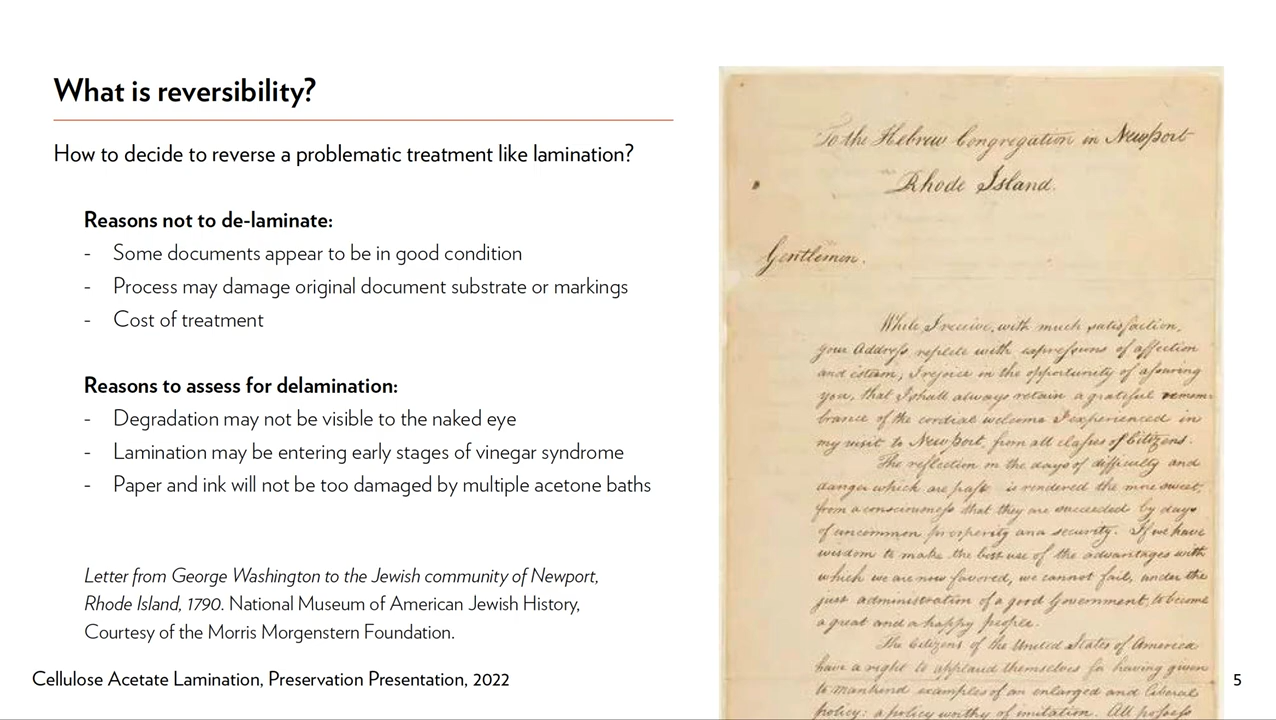 What is reversibility?
How to decide to reverse a problematic treatment like lamination?
Reasons not to de-laminate:
- Some documents appear to be in good condition
- Process may damage original document substrate or markings
- Cost of treatment
Reasons to assess for delamination:
- Degradation may not be visible to the naked eye
- Lamination may be entering early stages of vinegar syndrome
- Paper and ink will not be too damaged by multiple acetone baths
Letter from George Washington to the Jewish community of Newport,
Rhode Island, 1790. National Museum of American Jewish History,
Courtesy of the Morris Morgenstern Foundation.
Cellulose Acetate Lamination, Preservation Presentation, 2022
5
To the Hebrew Congregation in Newport
Rhode Island.
Gentlemen.
While I receive, with much satisfaction,
your Address replete with expressions of affection
and esteem; I rejoice in the opportunity of assuring
you, that I shall always retain a grateful remem-
brance of the cordial welcome I experienced in
my visit to Newport, from all classes of Citizens.
The reflection on the days of difficulty and
danger which are past is rendered the more sweet,
from a consciousness that they are succeeded by days
of uncommon prosperity and security. If we have
wisdom to make the best use of the advantages with
which we are now favored, we cannot fail, under the
just administration of a good Government, to become
a great and a happy people.
The Citizens of the United States of America
have a right to applaud themselves for having given
to mankind examples of an enlarged and liberal
policy: a policy worthy of imitation. All possess